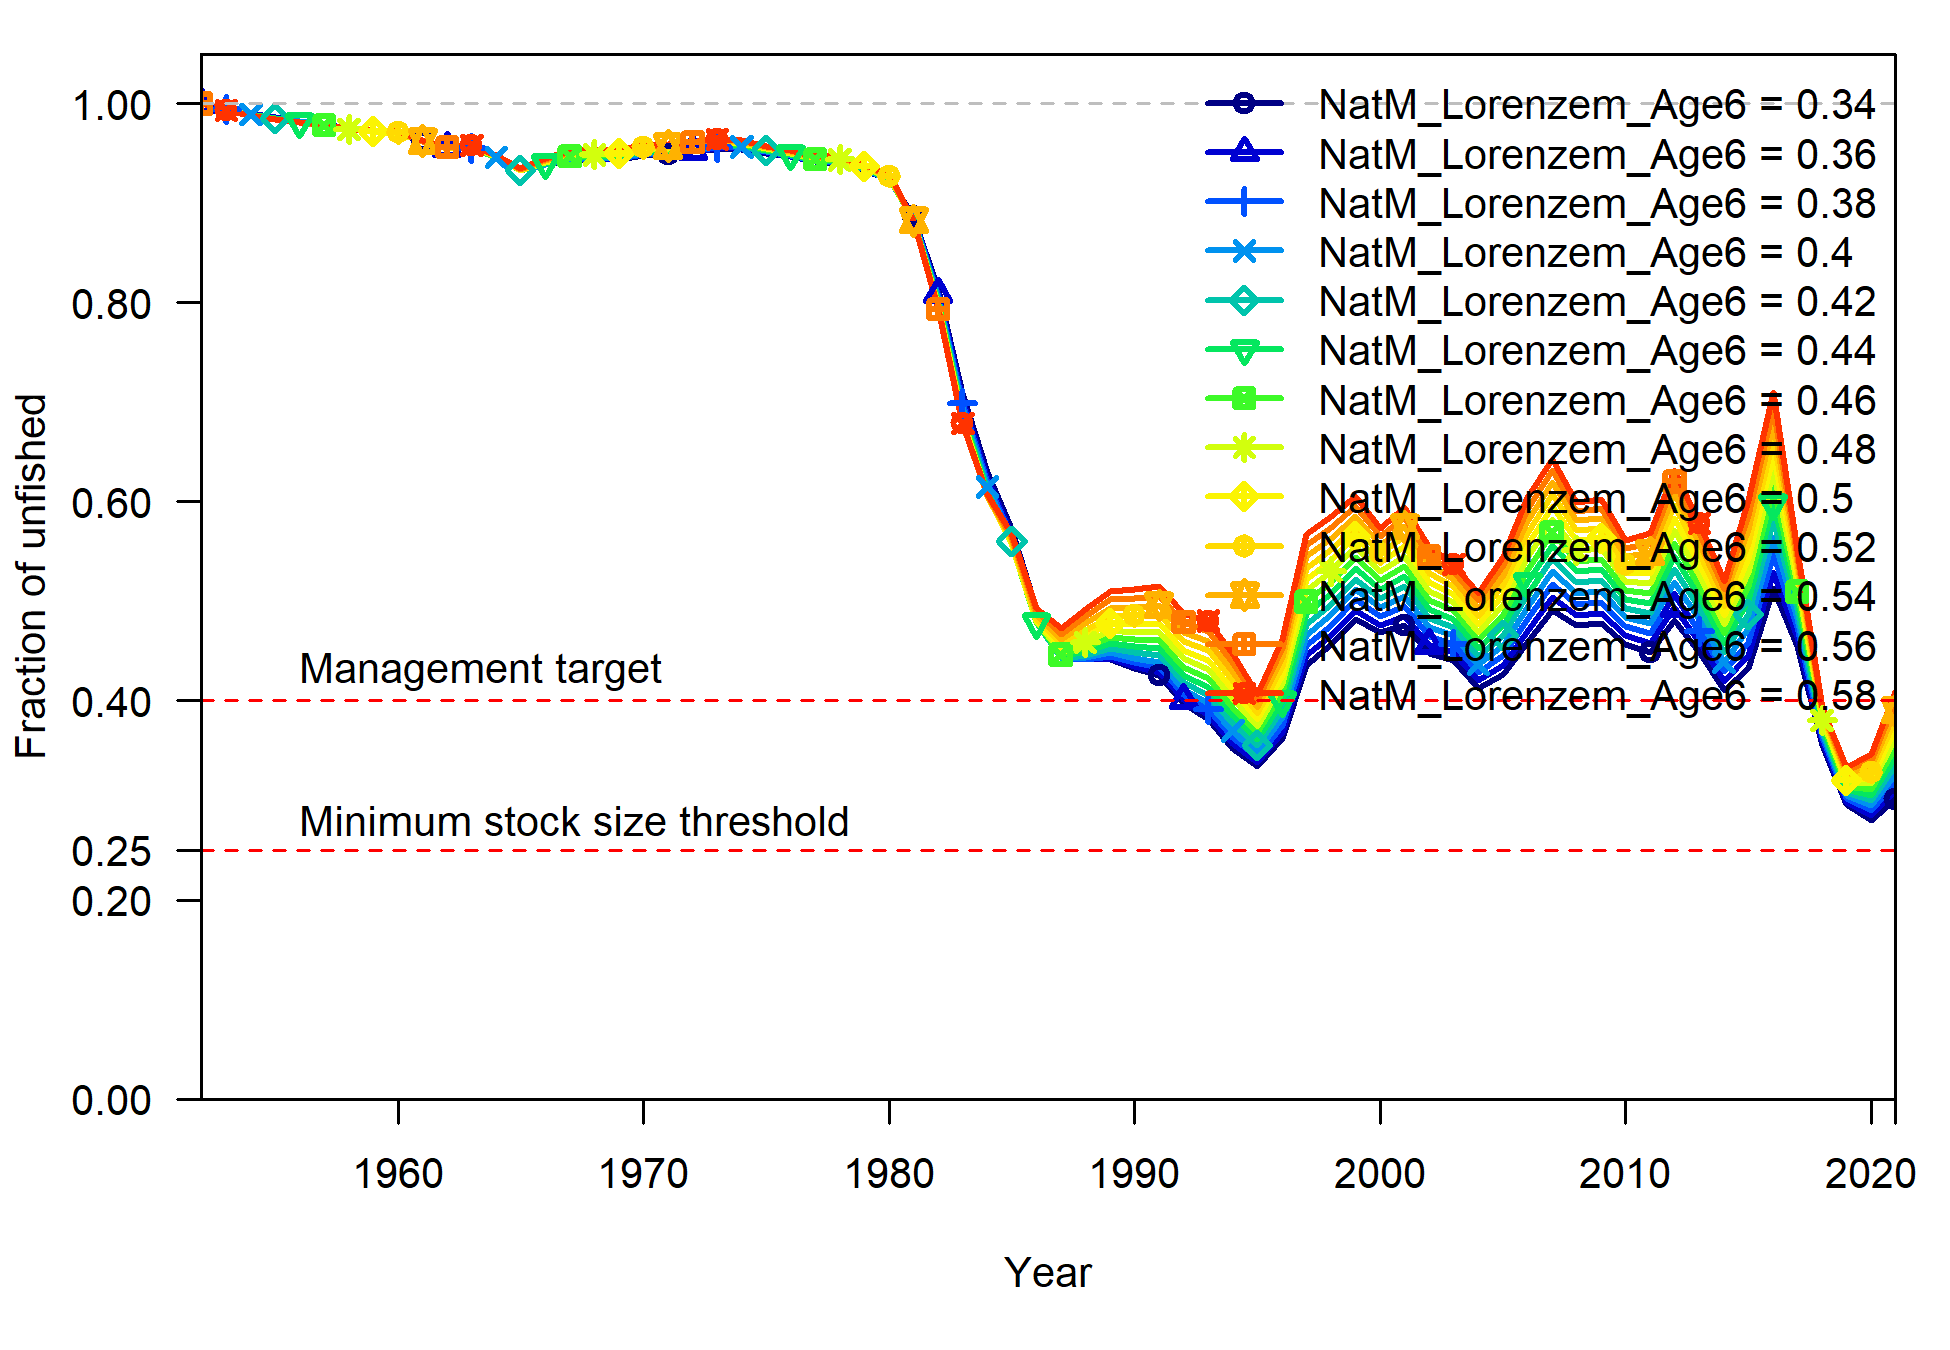 1.00
0.80
0.60
0.40
0.25
0.20
0.00
Fraction of unfished
NatM_Lorenzem_Age6 = 0.34
NatM_Lorenzem_Age6 = 0.36
NatM_Lorenzem_Age6 = 0.38
NatM_Lorenzem_Age6 = 0.4
NatM_Lorenzem_Age6 = 0.42
NatM_Lorenzem_Age6 = 0.44
NatM_Lorenzem_Age6 = 0.46
NatM_Lorenzem_Age6 = 0.48
NatM_Lorenzem_Age6 = 0.5
NatM_Lorenzem_Age6 = 0.52
NatM_Lorenzem_Age6 = 0.54
NatM_Lorenzem_Age6 = 0.56
NatM_Lorenzem_Age6 = 0.58
Management target
Minimum stock size threshold
1960 1970 1980 1990 2000 2010 2020
Year